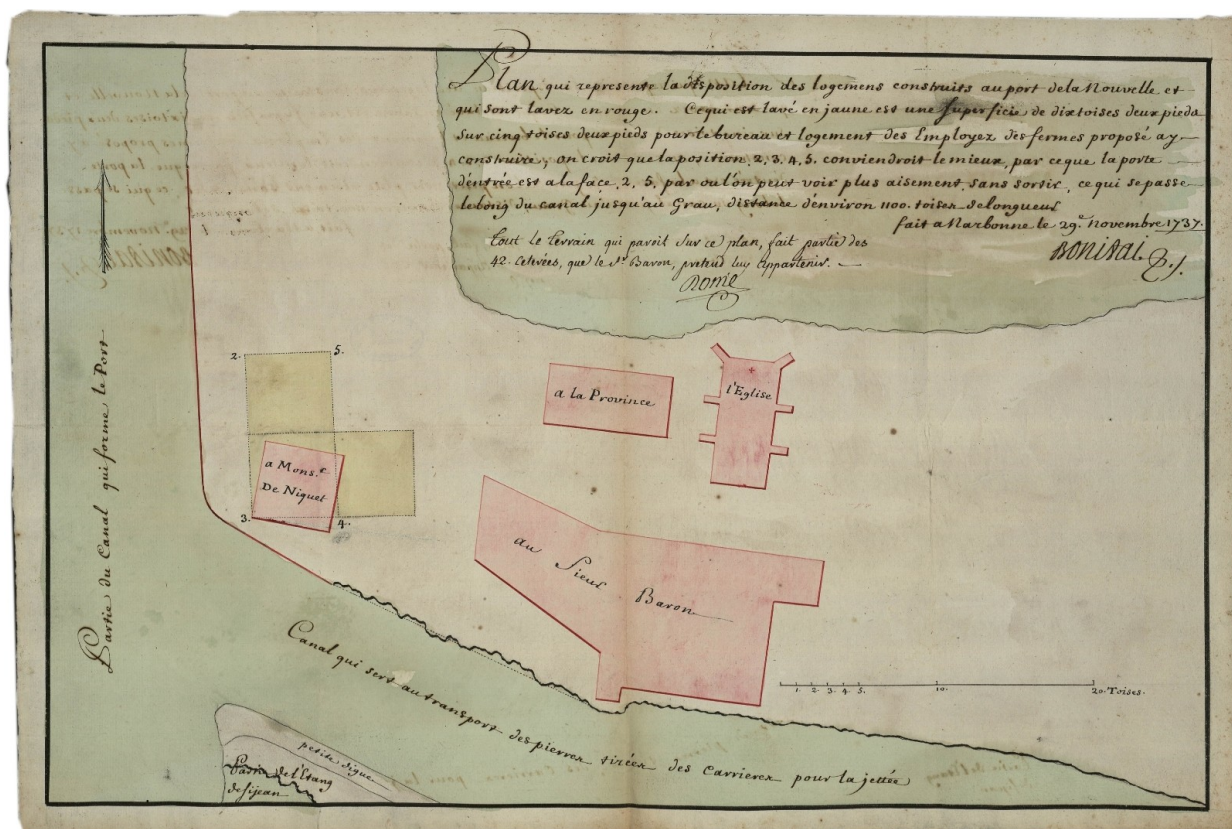 Plan qui represente la disposition des logemens construits au port de la Nouvelle et
qui sont lavez en rouge. Ce qui est lavé en jaune est une superficie de dix toises deux pieds
sur cinq toises deux pieds pour le bureau et logement des Employez des fermes proposé a y
construire, on croit que la position, 2, 3, 4, 5. conviendroit le mieux, par ce que la porte
d'entrée est a la face, 2, 5, par ou l'on peut voir plus aisement, sans sortir, ce qui se passe
le long du canal jusqu'au Grau, distance d'environ 1100. toises de longueur
fait a Narbonne le 29.e Novembre 1737.
tout le terrain qui paroit sur ce plan, fait partie des
42. ceterées, que le Sr. Baron, pretend luy appartenir.
Rome
Partie du Canal qui forme le Port
2.
5.
3.
4.
a Mons.r
De Niquet
a la Province
l'Eglise
au Sieur Baron
1. 2. 3. 4. 5. 10. 20. Toises.
Canal qui sert au transport des pierres tirées des Carrieres pour la jettée
petite digue
Partie de l'Etang
de sijean